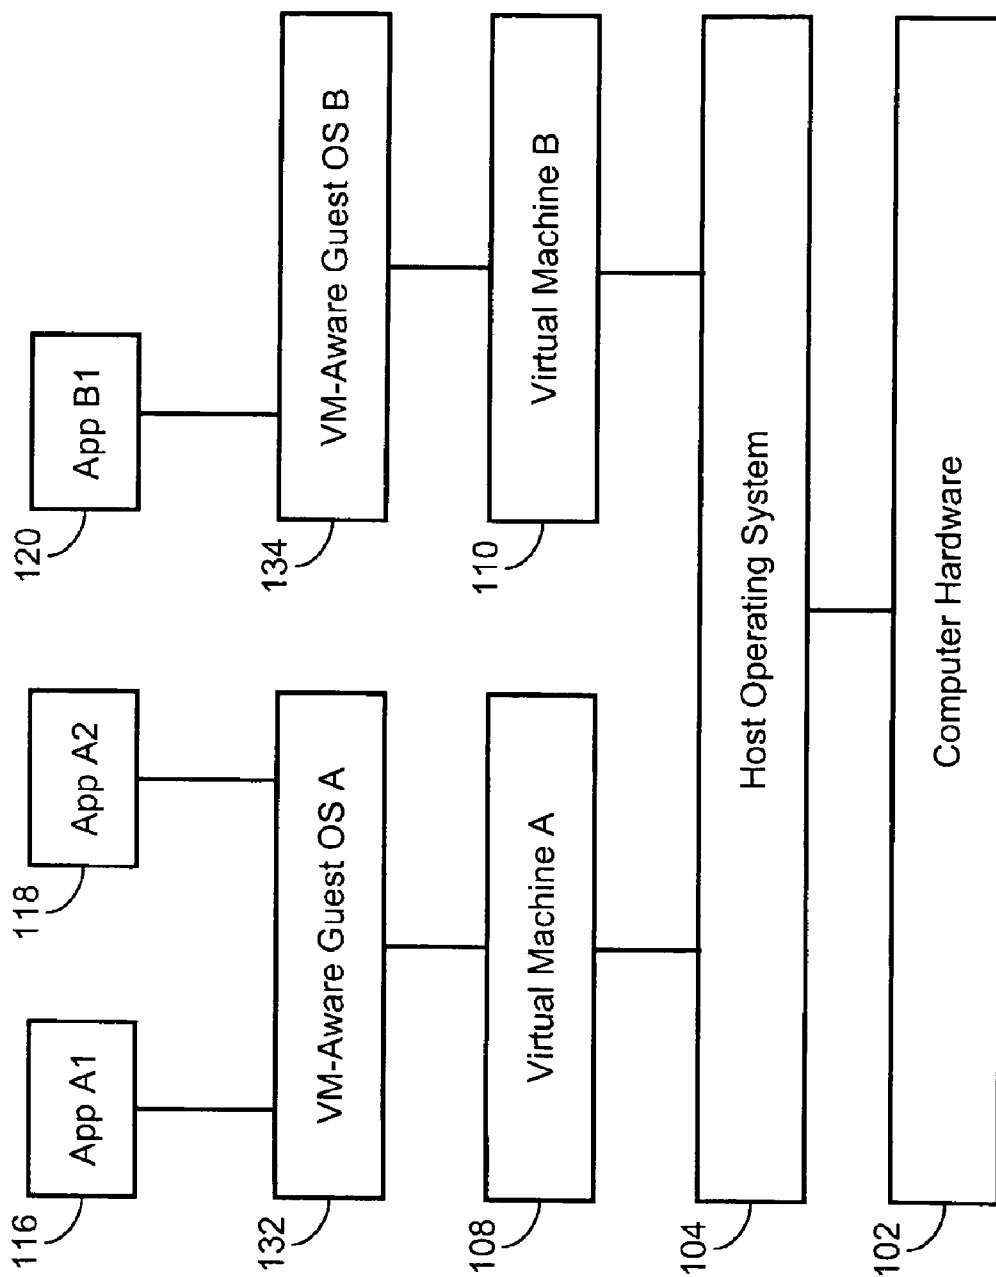 116
App A1
118
App A2
120
App B1
132
VM-Aware Guest OS A
134
VM-Aware Guest OS B
108
Virtual Machine A
110
Virtual Machine B
104
Host Operating System
102
Computer Hardware